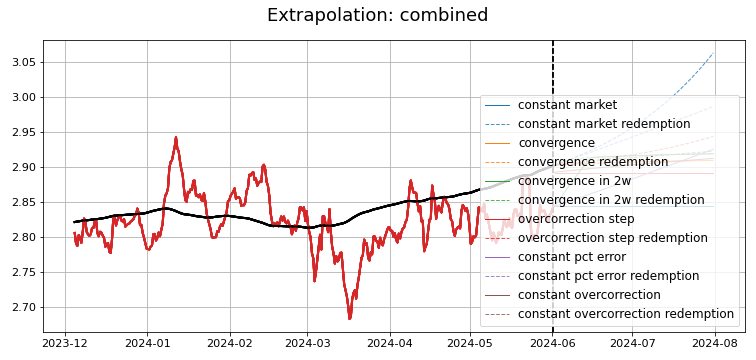 Extrapolation: combined
3.05
3.00
2.95
2.90
2.85
2.80
2.75
2.70
constant market
constant market redemption
convergence
convergence redemption
convergence in 2w
convergence in 2w redemption
overcorrection step
overcorrection step redemption
constant pct error
constant pct error redemption
constant overcorrection
constant overcorrection redemption
2023-12 2024-01 2024-02 2024-03 2024-04 2024-05 2024-06 2024-07 2024-08